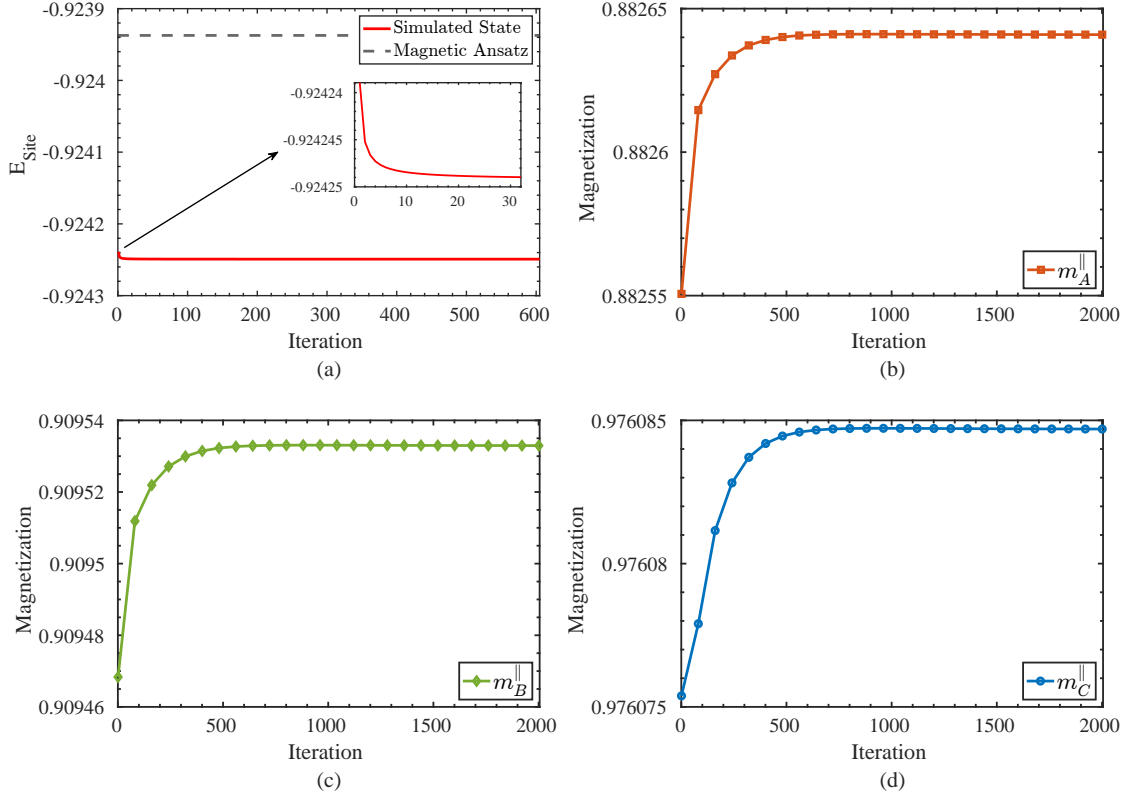 -0.9239
-0.924
-0.9241
-0.9242
-0.9243
E_Site
0 100 200 300 400 500 600
Iteration
Simulated State
Magnetic Ansatz
-0.92424
-0.924245
-0.92425
0 10 20 30
(a)
0.88265
0.8826
0.88255
Magnetization
m_A^∥
0 500 1000 1500 2000
Iteration
(b)
0.90954
0.90952
0.9095
0.90948
0.90946
Magnetization
m_B^∥
0 500 1000 1500 2000
Iteration
(c)
0.976085
0.97608
0.976075
Magnetization
m_C^∥
0 500 1000 1500 2000
Iteration
(d)